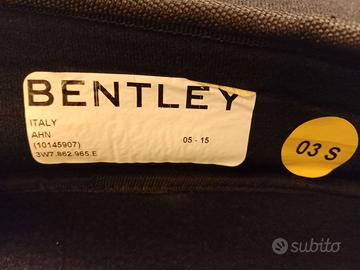 BENTLEY
ITALY
AHN
(10145907)
05 - 15
3W7.862.965.E
03 S
subito